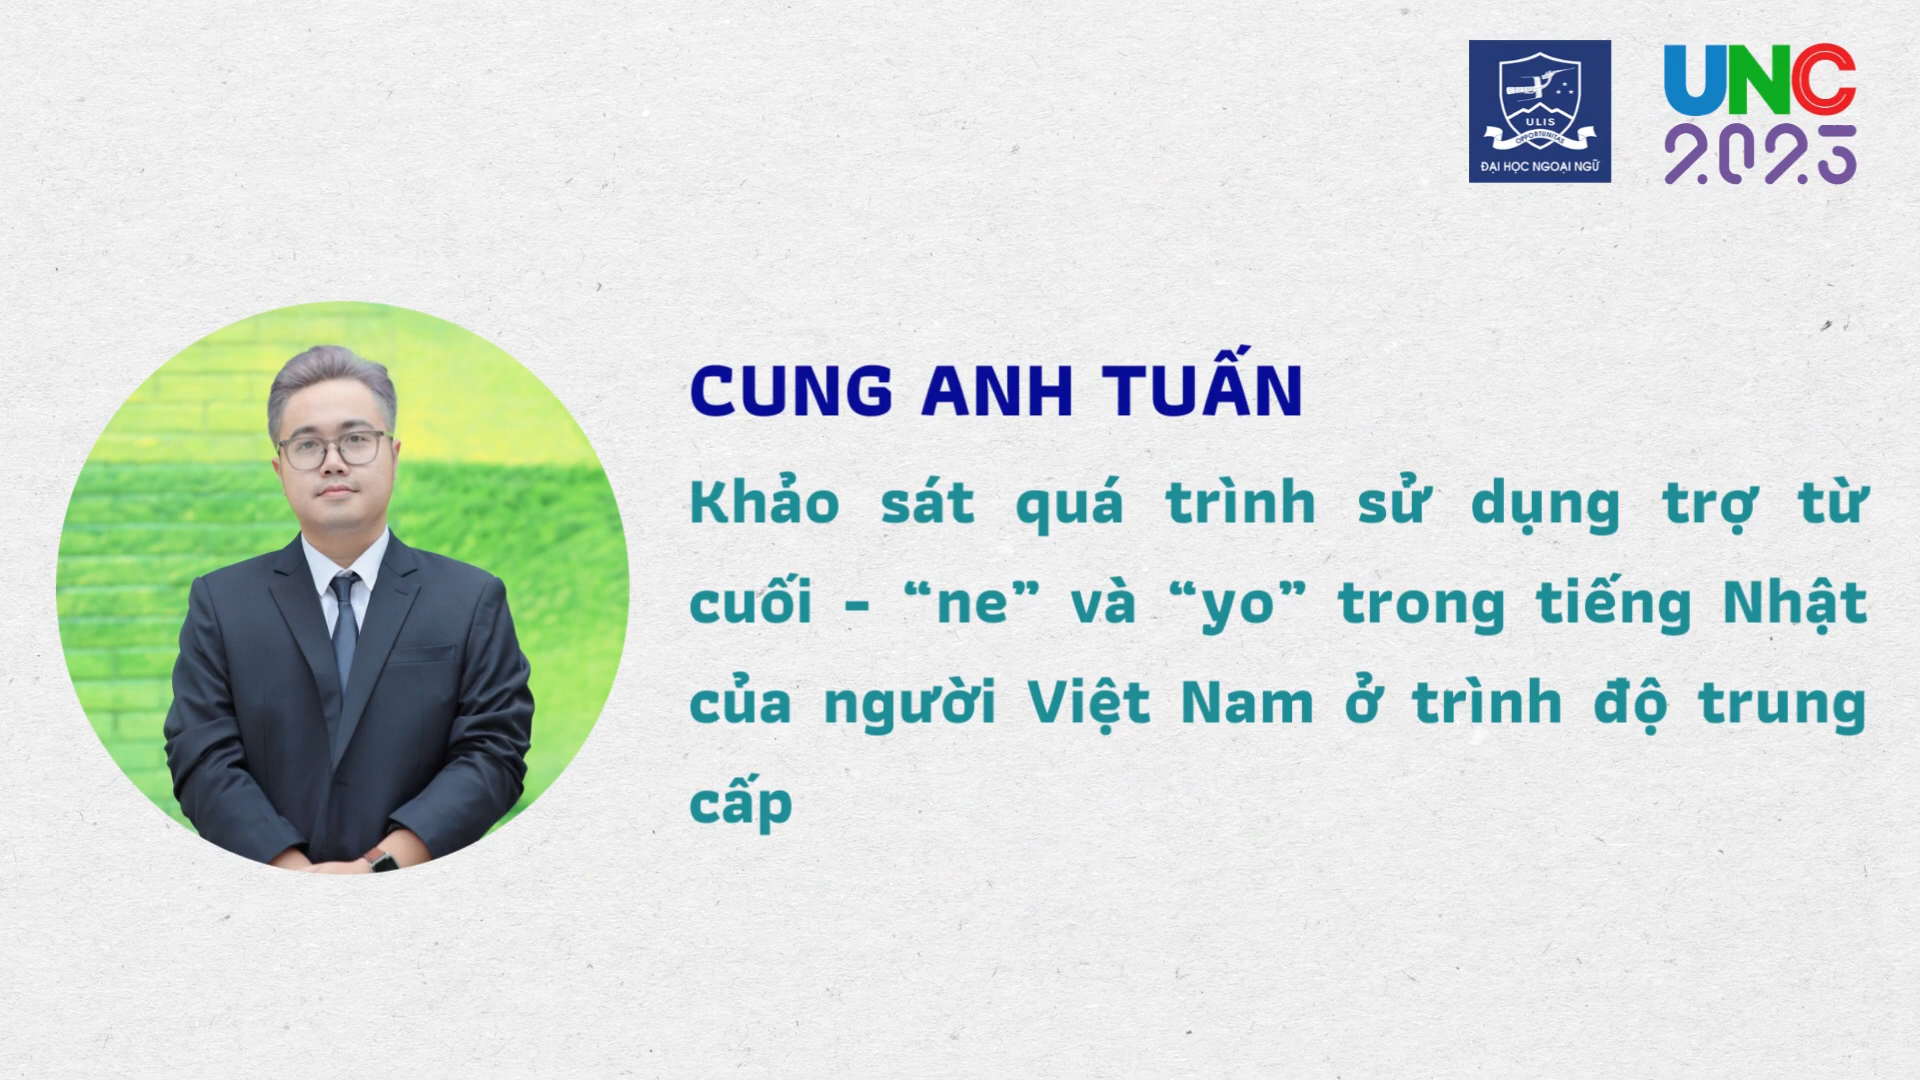 ULIS
OPPORTUNITAS
ĐẠI HỌC NGOẠI NGỮ
UNC
2023
CUNG ANH TUẤN
Khảo sát quá trình sử dụng trợ từ
cuối - “ne” và “yo” trong tiếng Nhật
của người Việt Nam ở trình độ trung
cấp